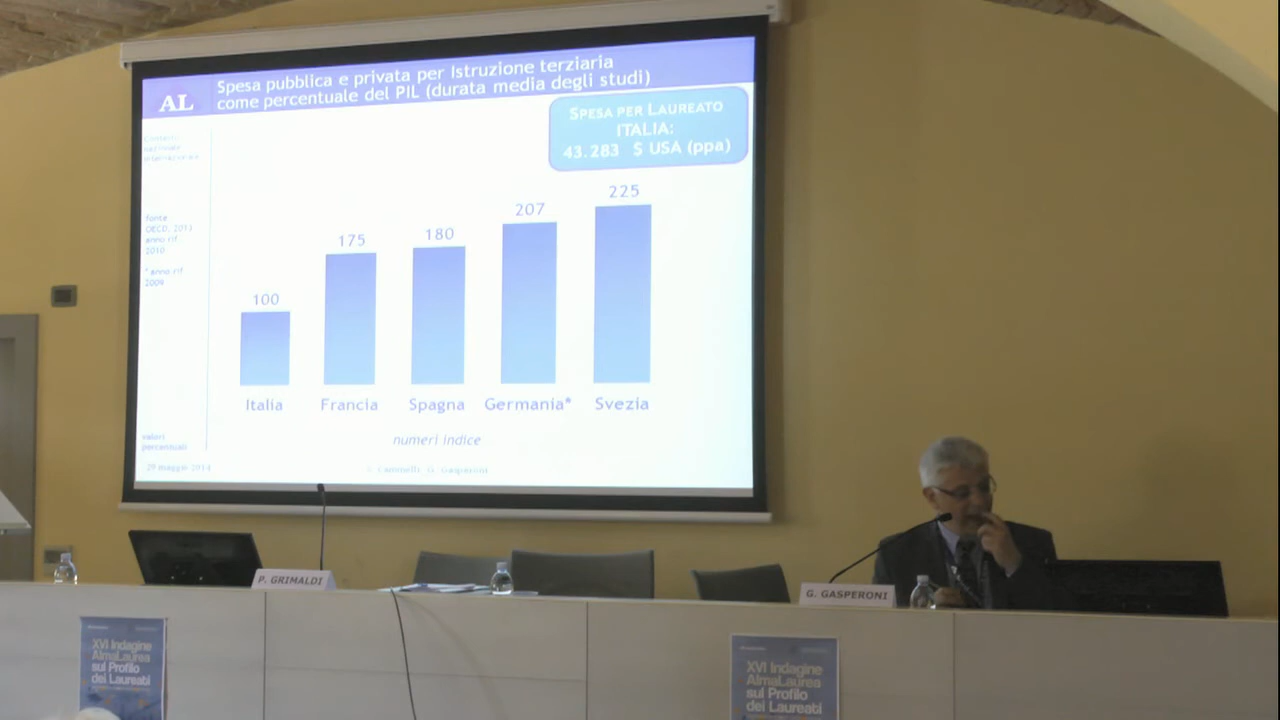 AL
Spesa pubblica e privata per Istruzione terziaria
come percentuale del PIL (durata media degli studi)
SPESA PER LAUREATO
ITALIA:
43.283 $ USA (ppa)
fonte
OECD, 2013
anno rif.
2010
* anno rif.
2009
100
175
180
207
225
Italia
Francia
Spagna
Germania*
Svezia
numeri indice
valori
percentuali
29 maggio 2014
G. Gasperoni
P. GRIMALDI
G. GASPERONI
XVI Indagine
AlmaLaurea
sul Profilo
dei Laureati
XVI Indagine
AlmaLaurea
sul Profilo
dei Laureati